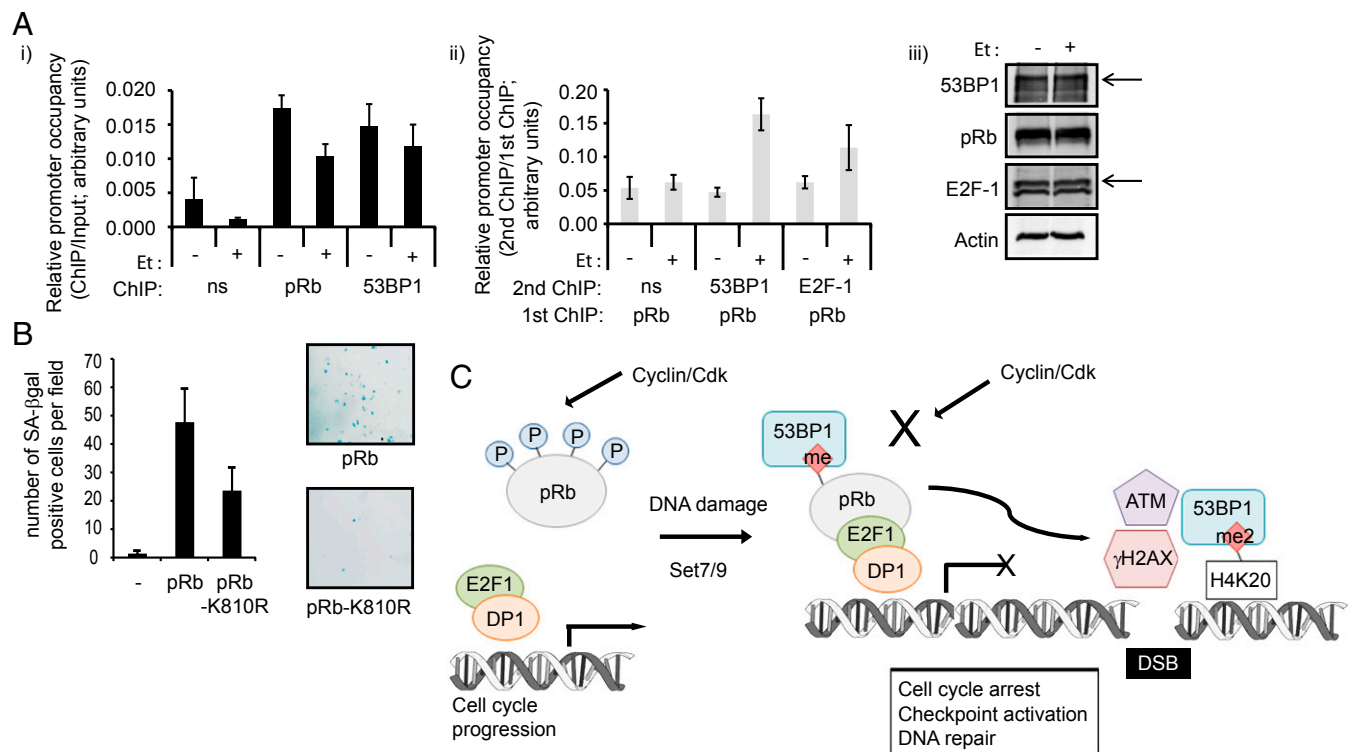 A
i)
Relative promoter occupancy
(ChIP/Input; arbitrary units)
0.020
0.015
0.010
0.005
0.000
Et : - + - + - +
ChIP: ns pRb 53BP1
ii)
Relative promoter occupancy
(2nd ChIP/1st ChIP;
arbitrary units)
0.20
0.15
0.10
0.05
0.00
Et : - + - + - +
2nd ChIP: ns 53BP1 E2F-1
1st ChIP: pRb pRb pRb
iii)
Et : - +
53BP1
pRb
E2F-1
Actin
B
number of SA-βgal
positive cells per field
70
60
50
40
30
20
10
0
- pRb pRb
-K810R
pRb
pRb-K810R
C
Cyclin/Cdk
P P P P
pRb
E2F1
DP1
Cell cycle
progression
DNA damage
Set7/9
Cyclin/Cdk
X
53BP1
me
pRb
E2F1
DP1
X
ATM
γH2AX
53BP1
me2
H4K20
DSB
Cell cycle arrest
Checkpoint activation
DNA repair